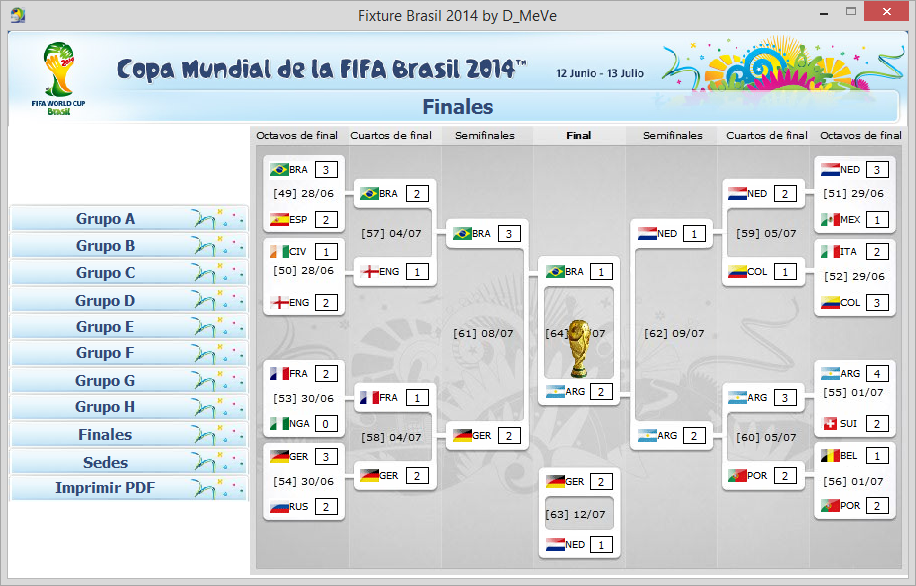 Fixture Brasil 2014 by D_MeVe
FIFA WORLD CUP
Brasil
Copa Mundial de la FIFA Brasil 2014™
12 Junio - 13 Julio
Finales
Octavos de final Cuartos de final Semifinales Final Semifinales Cuartos de final Octavos de final
Grupo A
Grupo B
Grupo C
Grupo D
Grupo E
Grupo F
Grupo G
Grupo H
Finales
Sedes
Imprimir PDF
BRA 3
[49] 28/06
ESP 2
CIV 1
[50] 28/06
ENG 2
FRA 2
[53] 30/06
NGA 0
GER 3
[54] 30/06
RUS 2
BRA 2
[57] 04/07
ENG 1
FRA 1
[58] 04/07
GER 2
BRA 3
[61] 08/07
GER 2
BRA 1
[64] 07
ARG 2
GER 2
[63] 12/07
NED 1
NED 1
[62] 09/07
ARG 2
NED 2
[59] 05/07
COL 1
ARG 3
[60] 05/07
POR 2
NED 3
[51] 29/06
MEX 1
ITA 2
[52] 29/06
COL 3
ARG 4
[55] 01/07
SUI 2
BEL 1
[56] 01/07
POR 2